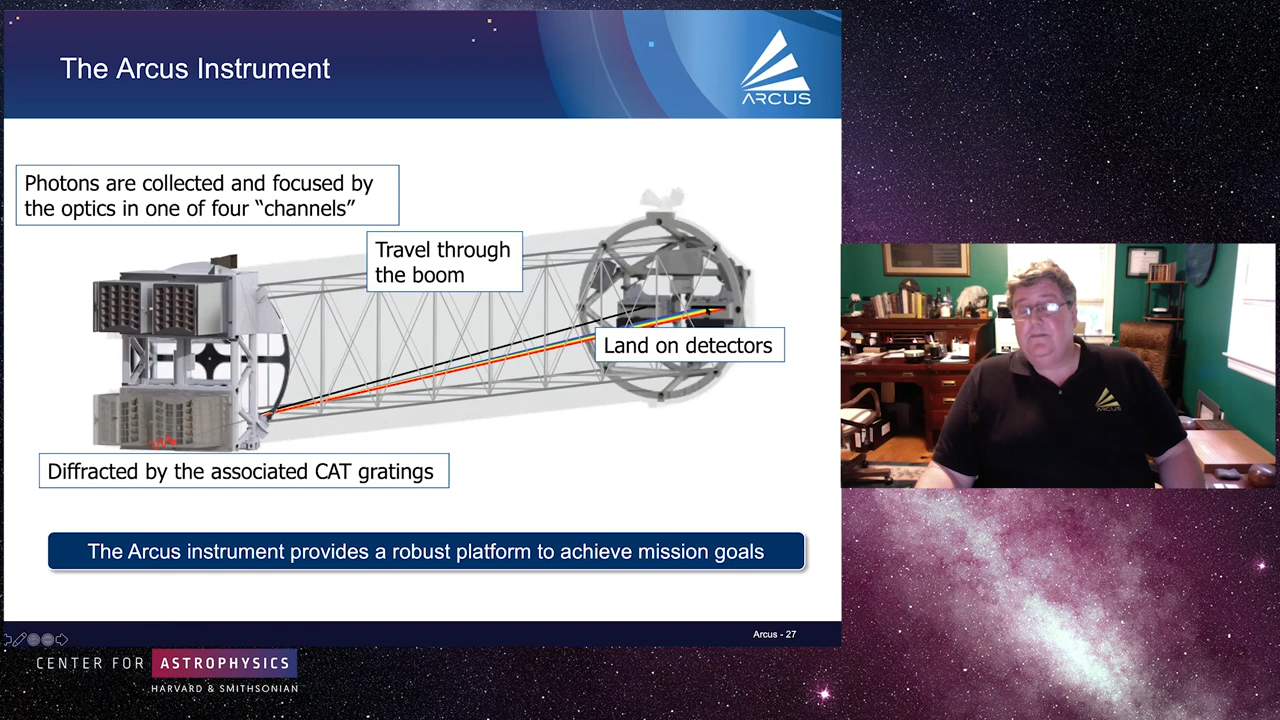 The Arcus Instrument
ARCUS
Photons are collected and focused by
the optics in one of four “channels”
Travel through
the boom
Land on detectors
Diffracted by the associated CAT gratings
The Arcus instrument provides a robust platform to achieve mission goals
Arcus - 27
ARCUS
CENTER FOR ASTROPHYSICS
HARVARD & SMITHSONIAN